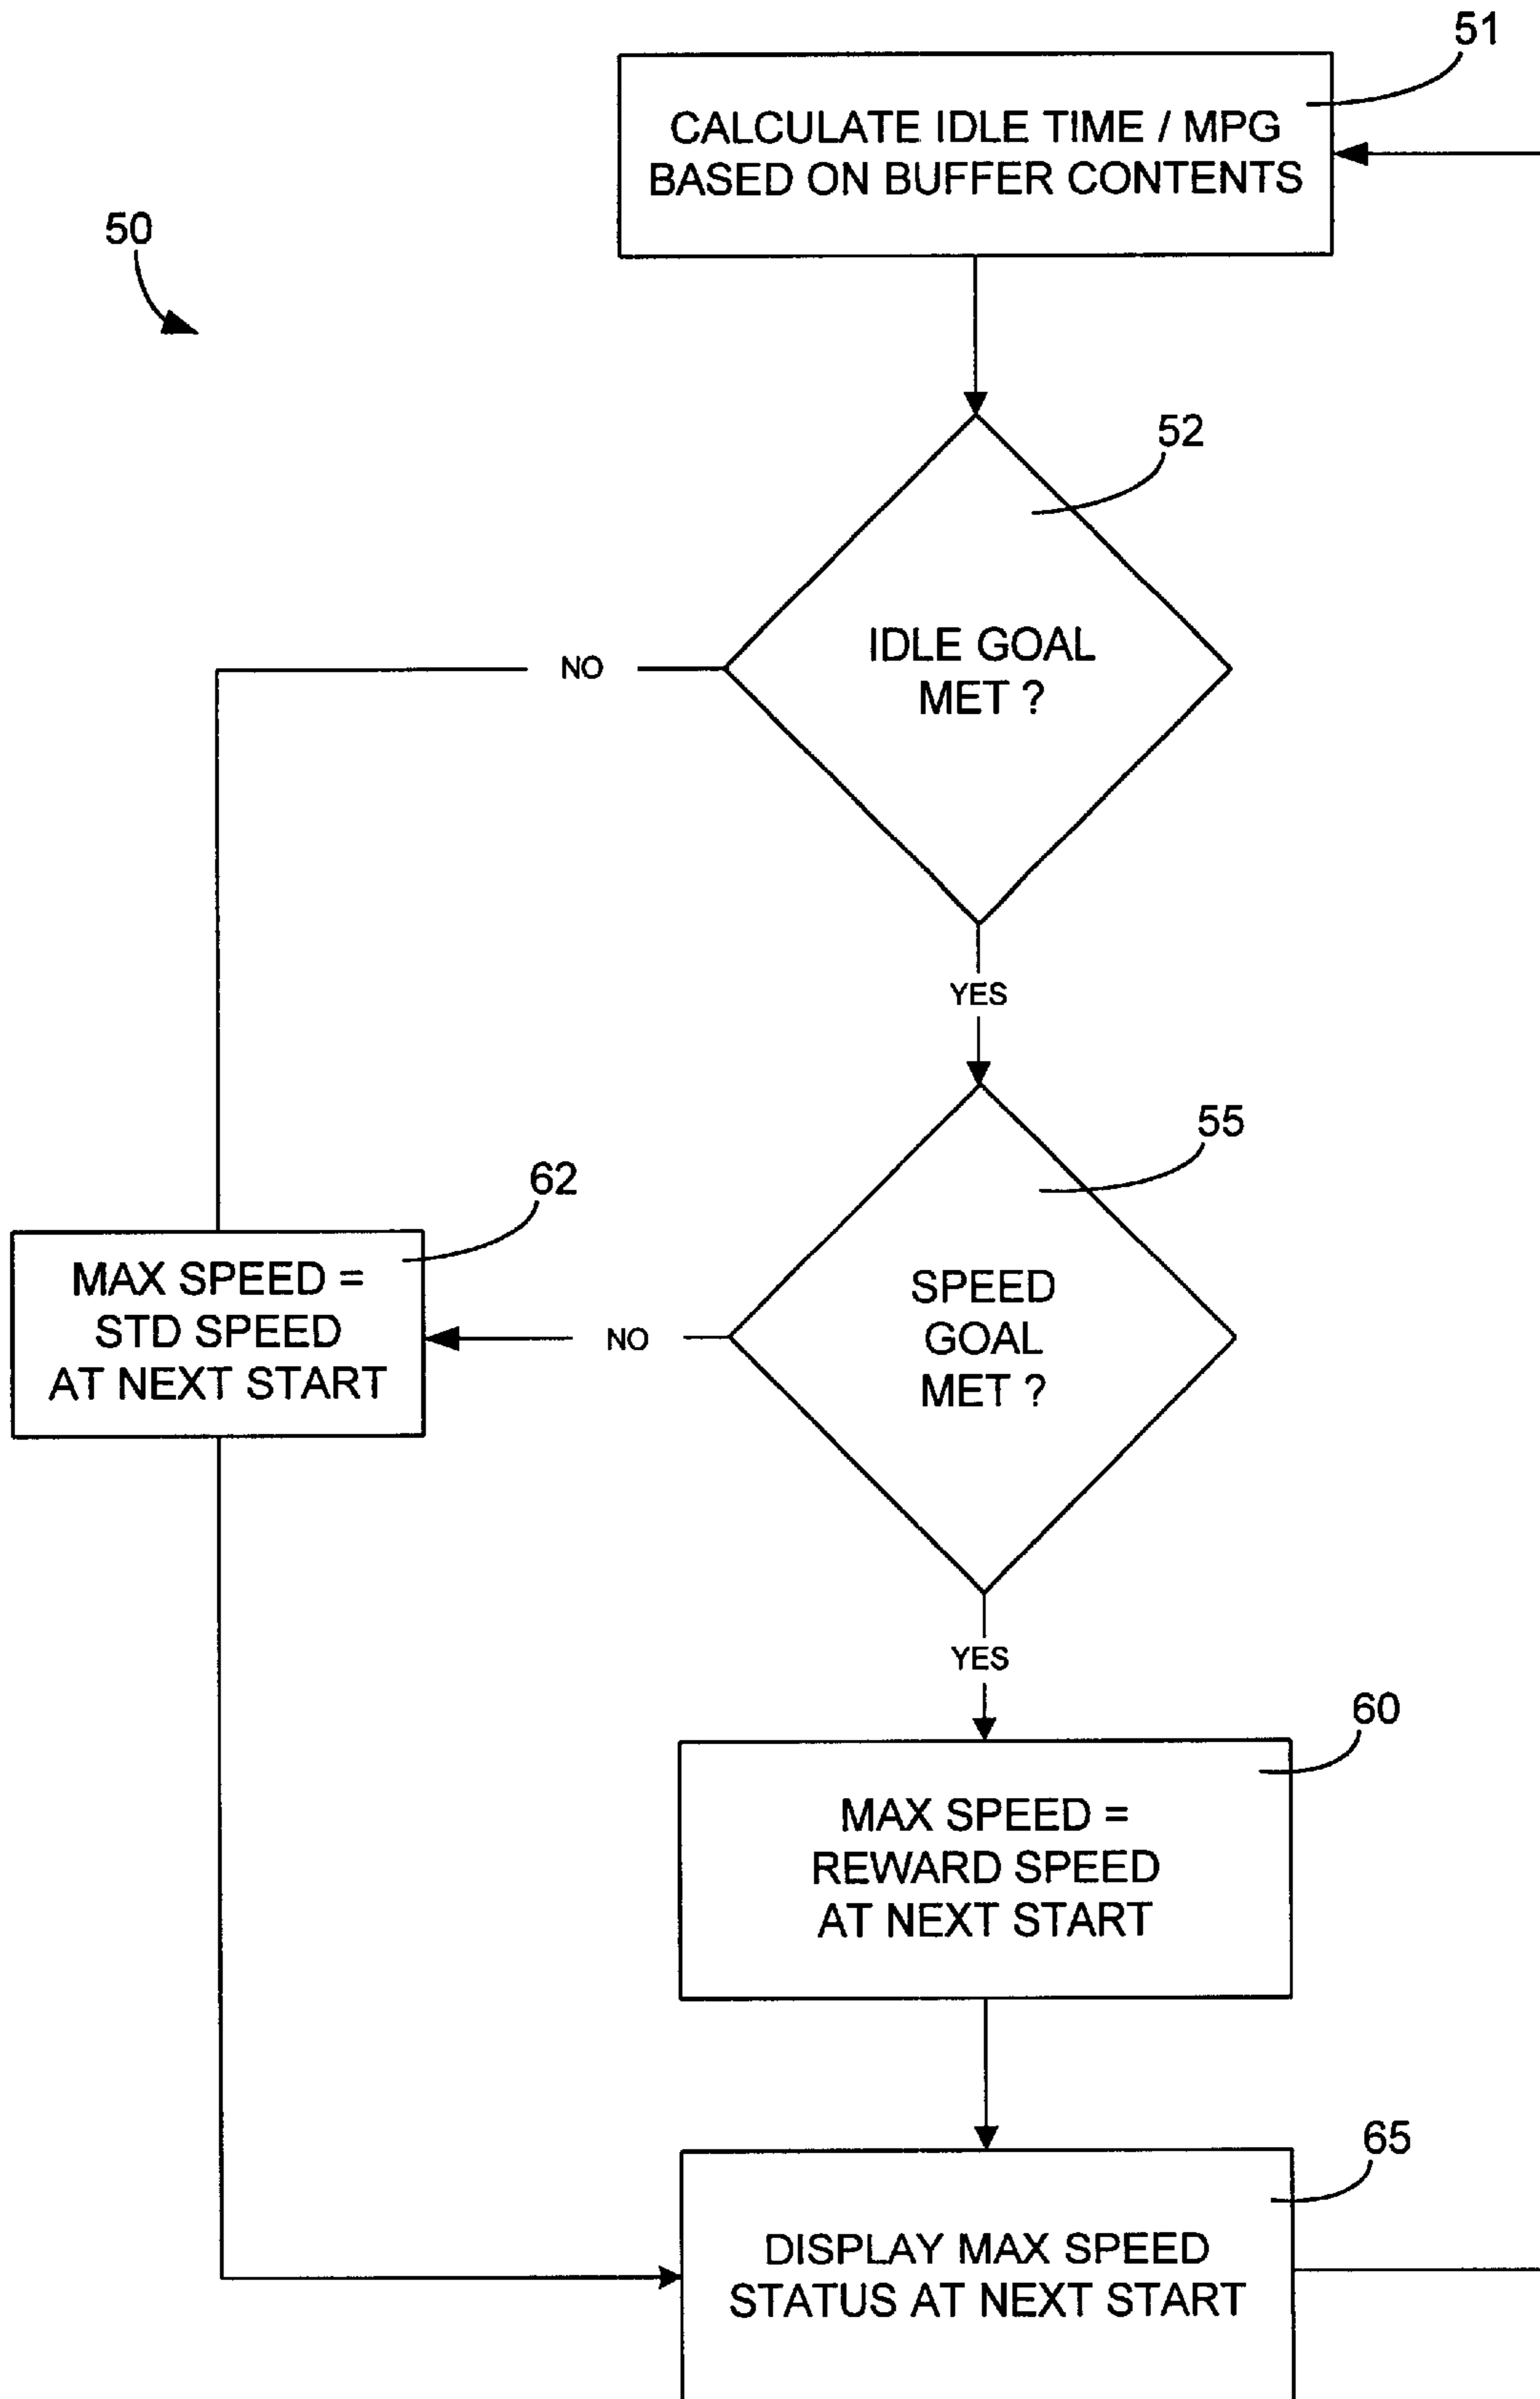 51
CALCULATE IDLE TIME / MPG
BASED ON BUFFER CONTENTS
50
52
IDLE GOAL
MET ?
NO
YES
55
62
MAX SPEED =
STD SPEED
AT NEXT START
SPEED
GOAL
MET ?
NO
YES
60
MAX SPEED =
REWARD SPEED
AT NEXT START
65
DISPLAY MAX SPEED
STATUS AT NEXT START